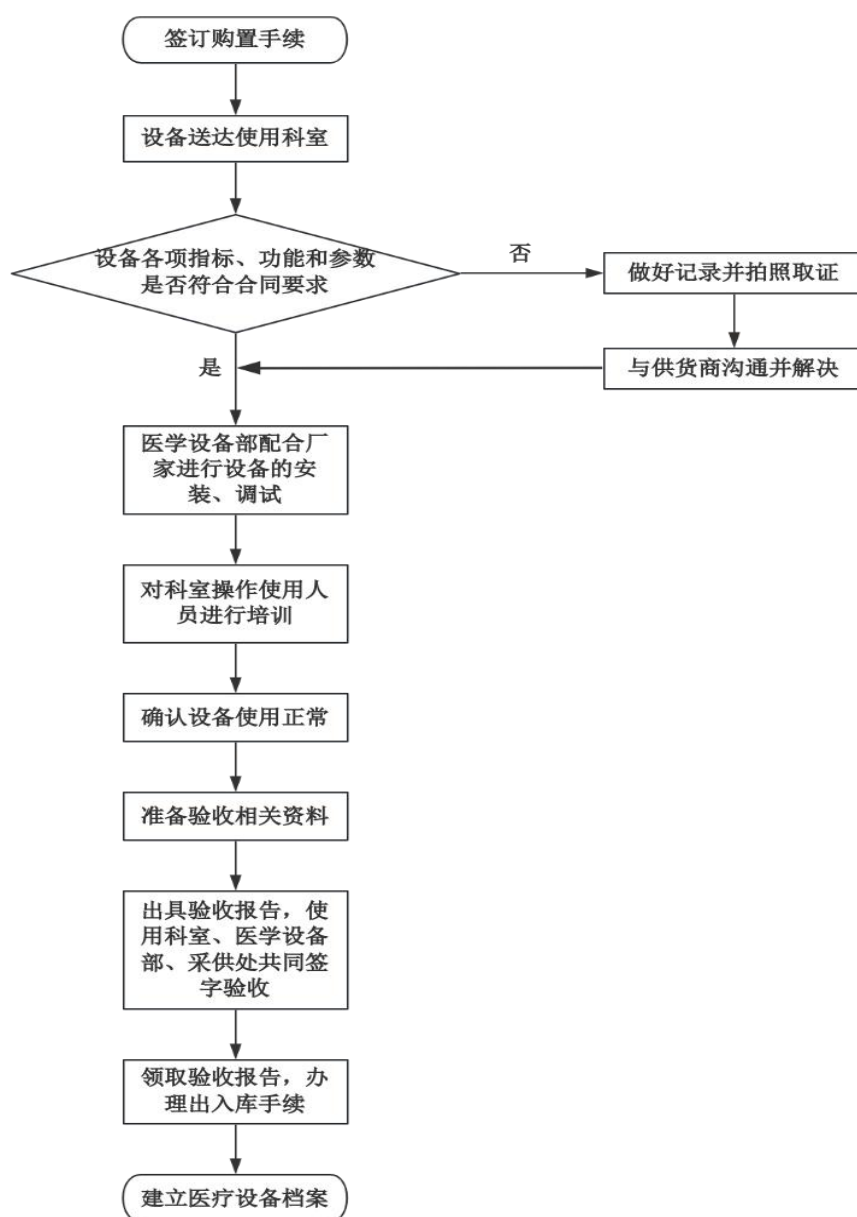 签订购置手续
设备送达使用科室
设备各项指标、功能和参数
是否符合合同要求
否
做好记录并拍照取证
是
与供货商沟通并解决
医学设备部配合厂
家进行设备的安
装、调试
对科室操作使用人
员进行培训
确认设备使用正常
准备验收相关资料
出具验收报告，使
用科室、医学设备
部、采供处共同签
字验收
领取验收报告，办
理出入库手续
建立医疗设备档案